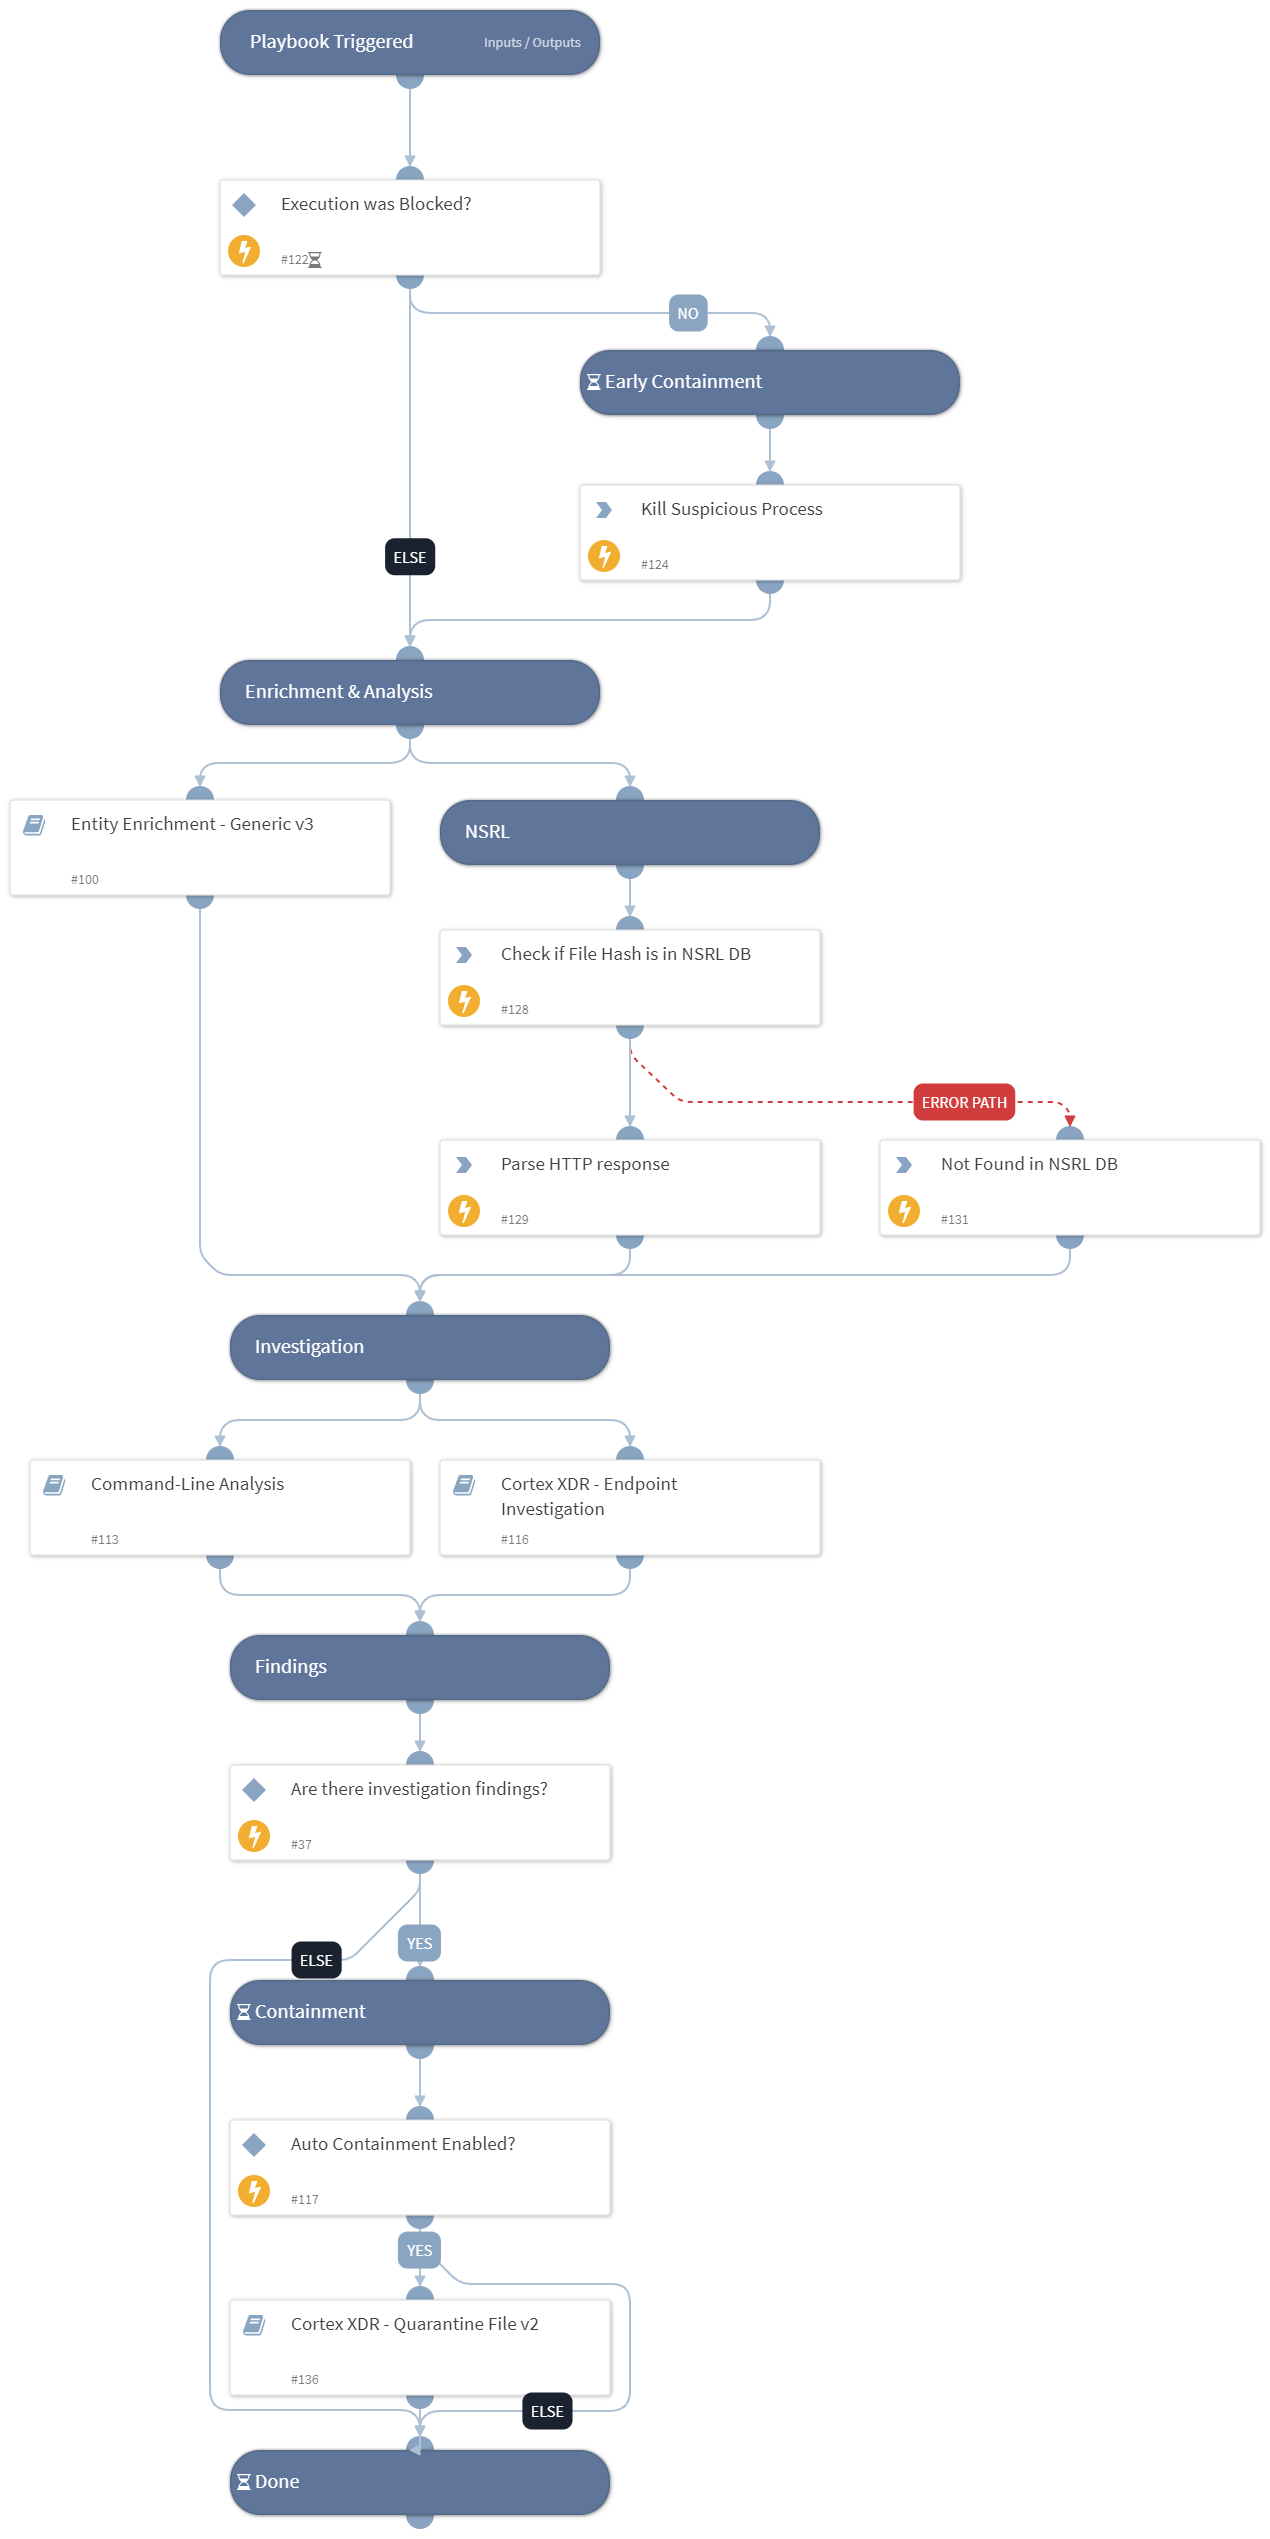 Playbook Triggered
Inputs / Outputs
Execution was Blocked?
#122
NO
Early Containment
Kill Suspicious Process
#124
ELSE
Enrichment & Analysis
Entity Enrichment - Generic v3
#100
NSRL
Check if File Hash is in NSRL DB
#128
ERROR PATH
Parse HTTP response
#129
Not Found in NSRL DB
#131
Investigation
Command-Line Analysis
#113
Cortex XDR - Endpoint
Investigation
#116
Findings
Are there investigation findings?
#37
YES
ELSE
Containment
Auto Containment Enabled?
#117
YES
Cortex XDR - Quarantine File v2
#136
ELSE
Done